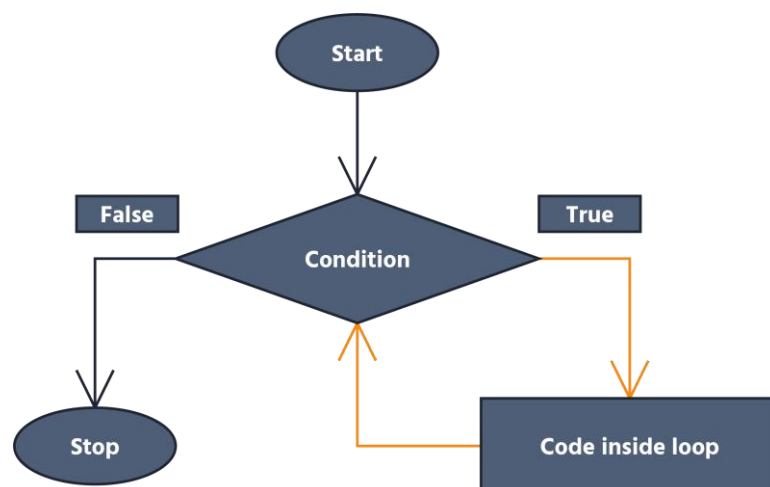 Start
False
True
Condition
Stop
Code inside loop